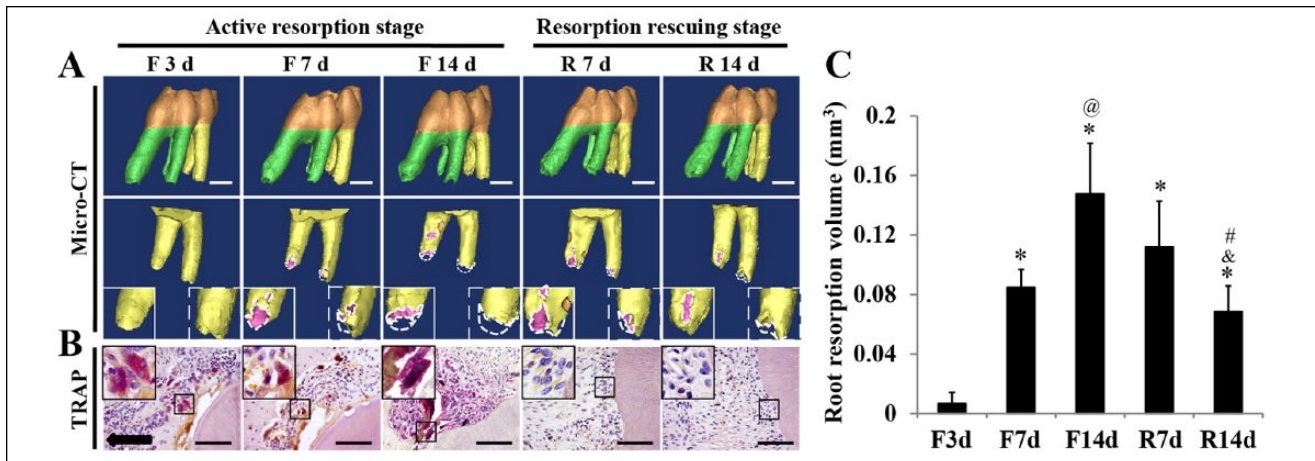 Active resorption stage
Resorption rescuing stage
A
F 3 d
F 7 d
F 14 d
R 7 d
R 14 d
Micro-CT
B
TRAP
C
Root resorption volume (mm³)
0.2
0.16
0.12
0.08
0.04
0
*
@
*
*
#
&
*
F3d
F7d
F14d
R7d
R14d